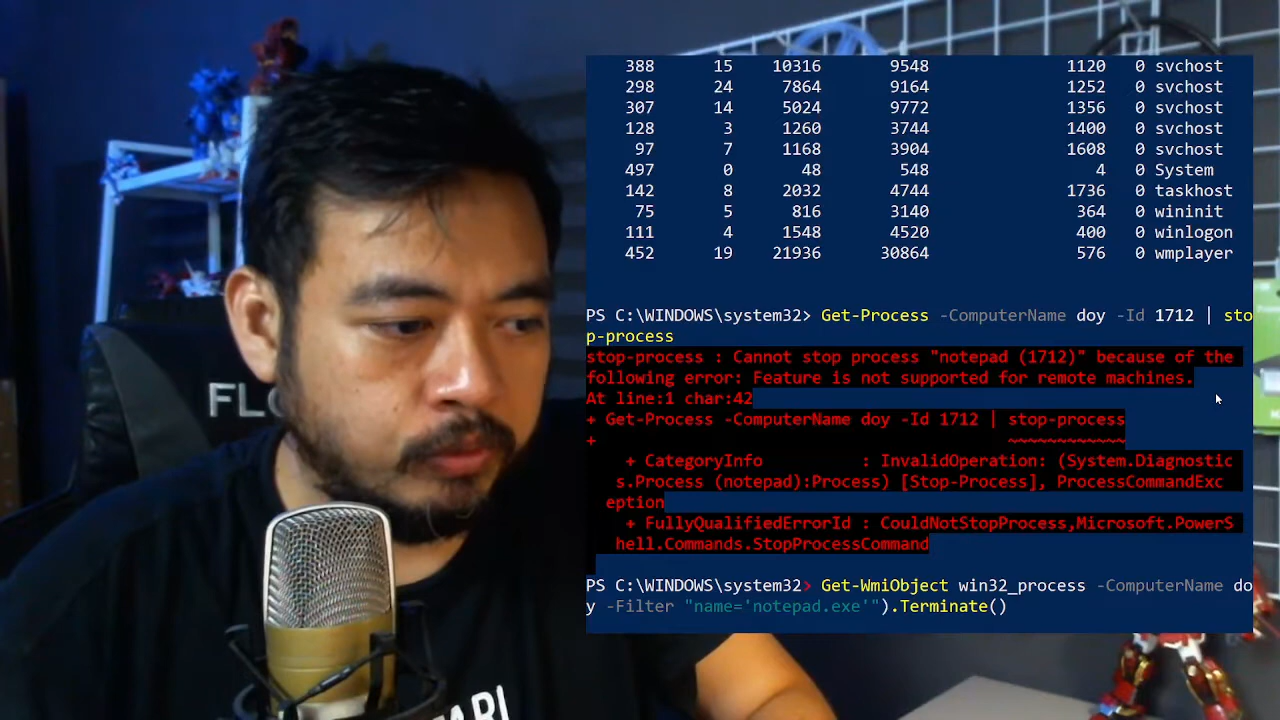 388 15 10316 9548 1120 0 svchost
298 24 7864 9164 1252 0 svchost
307 14 5024 9772 1356 0 svchost
128 3 1260 3744 1400 0 svchost
97 7 1168 3904 1608 0 svchost
497 0 48 548 4 0 System
142 8 2032 4744 1736 0 taskhost
75 5 816 3140 364 0 wininit
111 4 1548 4520 400 0 winlogon
452 19 21936 30864 576 0 wmplayer
PS C:\WINDOWS\system32> Get-Process -ComputerName doy -Id 1712 | sto
p-process
stop-process : Cannot stop process "notepad (1712)" because of the
following error: Feature is not supported for remote machines.
At line:1 char:42
+ Get-Process -ComputerName doy -Id 1712 | stop-process
+ ~~~~~~~~~~~~
+ CategoryInfo : InvalidOperation: (System.Diagnostic
s.Process (notepad):Process) [Stop-Process], ProcessCommandExc
eption
+ FullyQualifiedErrorId : CouldNotStopProcess,Microsoft.PowerS
hell.Commands.StopProcessCommand
PS C:\WINDOWS\system32> Get-WmiObject win32_process -ComputerName do
y -Filter "name='notepad.exe'").Terminate()